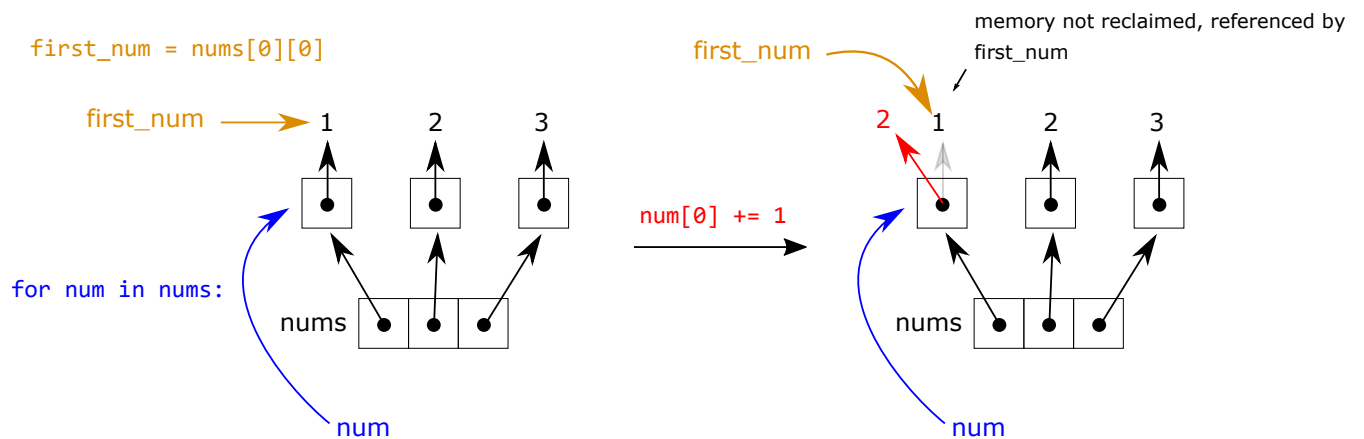 first_num = nums[0][0]
first_num
1
2
3
for num in nums:
nums
num
num[0] += 1
memory not reclaimed, referenced by
first_num
first_num
2
1
2
3
nums
num